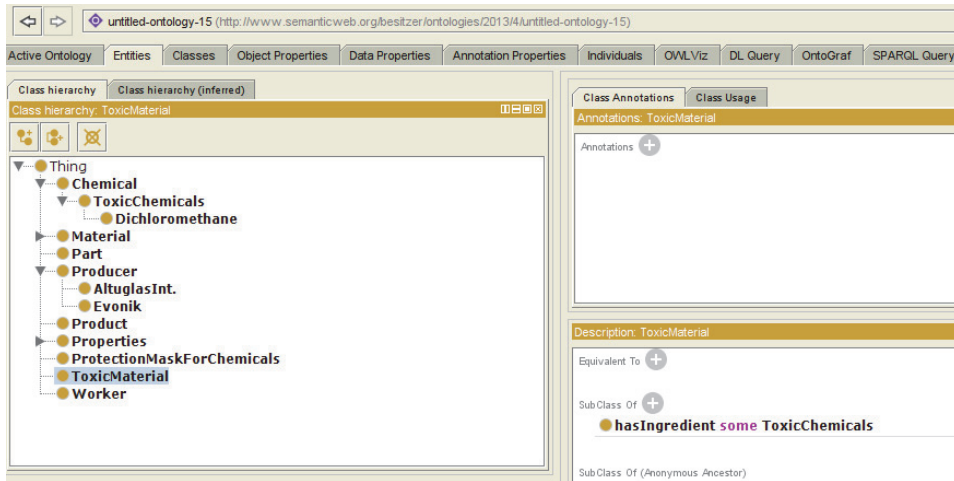 untitled-ontology-15 (http://www.semanticweb.org/besitzer/ontologies/2013/4/untitled-ontology-15)
Active Ontology Entities Classes Object Properties Data Properties Annotation Properties Individuals OWLViz DL Query OntoGraf SPARQL Query
Class hierarchy Class hierarchy (inferred)
Class hierarchy: ToxicMaterial
Thing
Chemical
ToxicChemicals
Dichloromethane
Material
Part
Producer
AltuglasInt.
Evonik
Product
Properties
ProtectionMaskForChemicals
ToxicMaterial
Worker
Class Annotations Class Usage
Annotations: ToxicMaterial
Annotations
Description: ToxicMaterial
Equivalent To
SubClass Of
hasIngredient some ToxicChemicals
SubClass Of (Anonymous Ancestor)